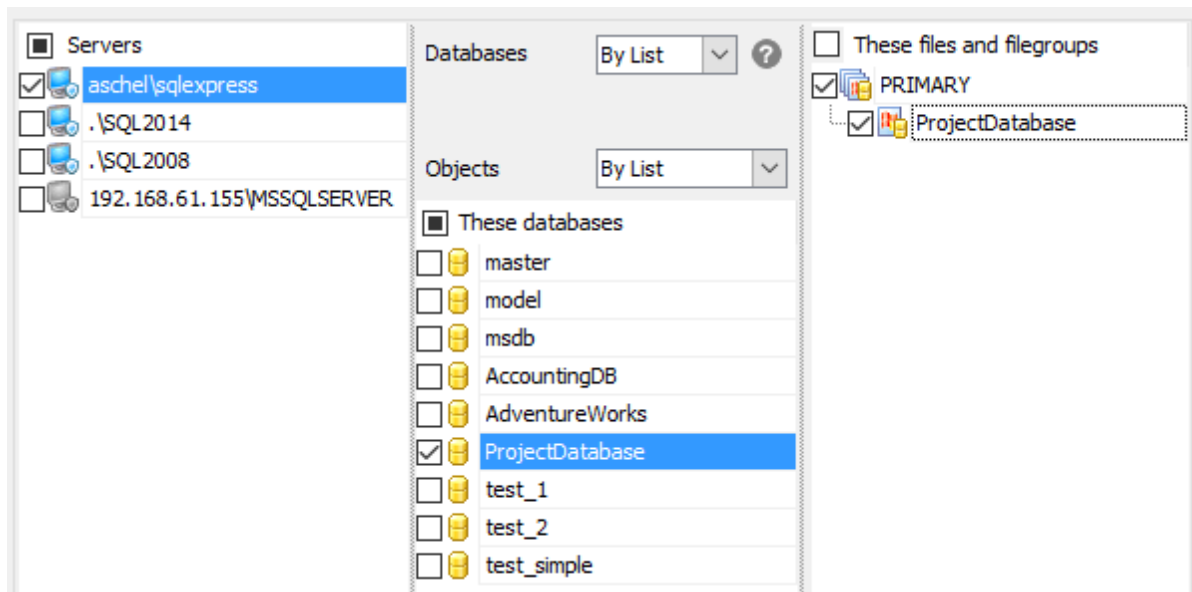 Servers
aschel\sqlexpress
.\SQL2014
.\SQL2008
192.168.61.155\MSSQLSERVER
Databases
By List
?
Objects
By List
These databases
master
model
msdb
AccountingDB
AdventureWorks
ProjectDatabase
test_1
test_2
test_simple
These files and filegroups
PRIMARY
ProjectDatabase